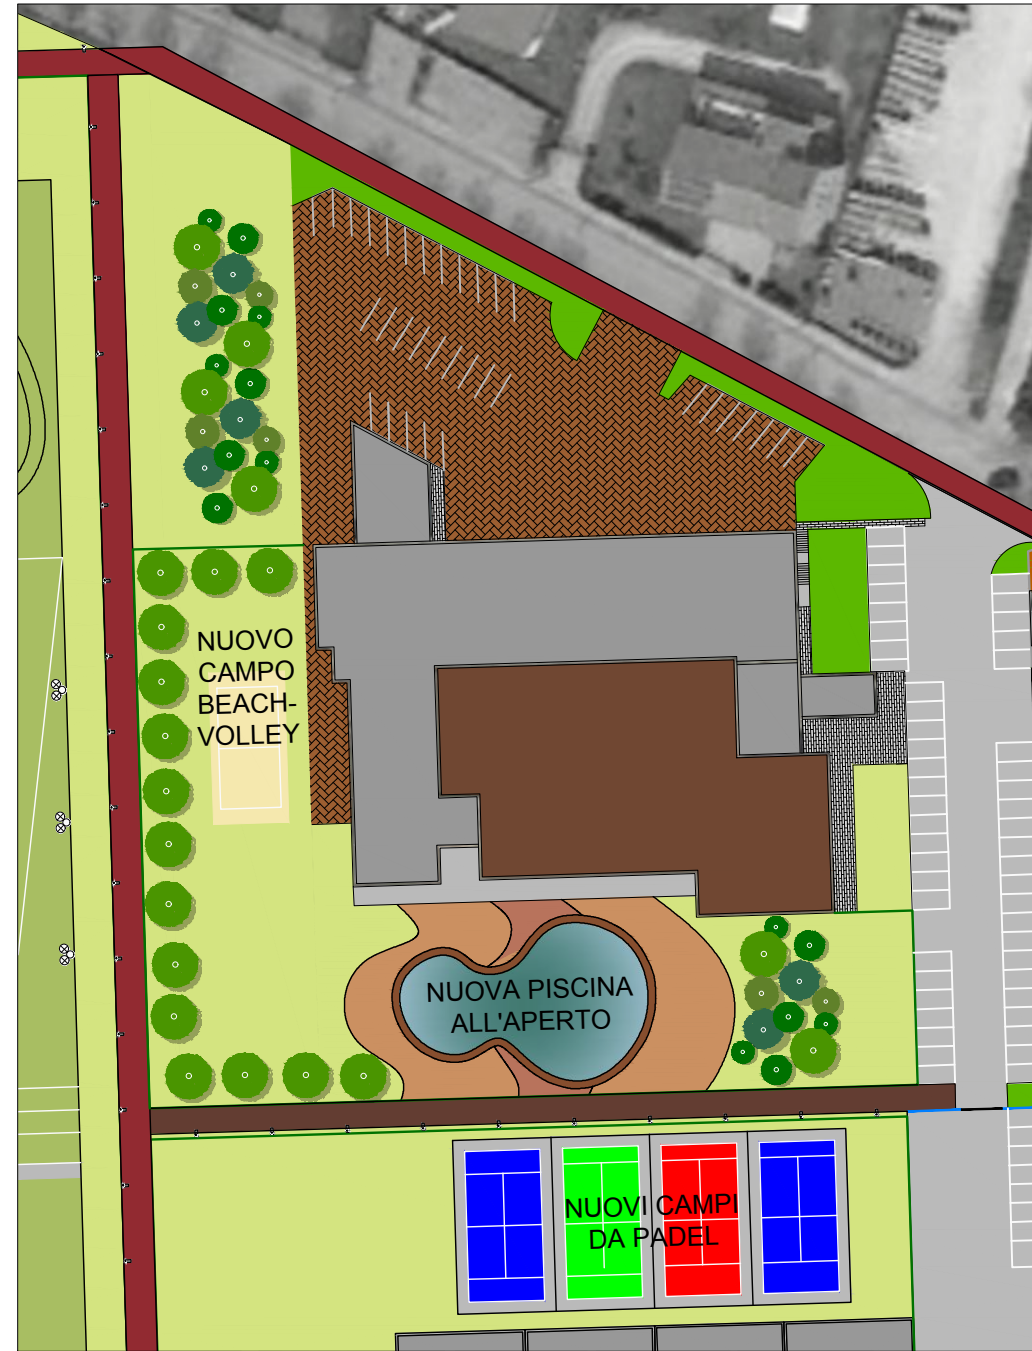 NUOVO
CAMPO
BEACH-
VOLLEY
NUOVA PISCINA
ALL'APERTO
NUOVI CAMPI
DA PADEL